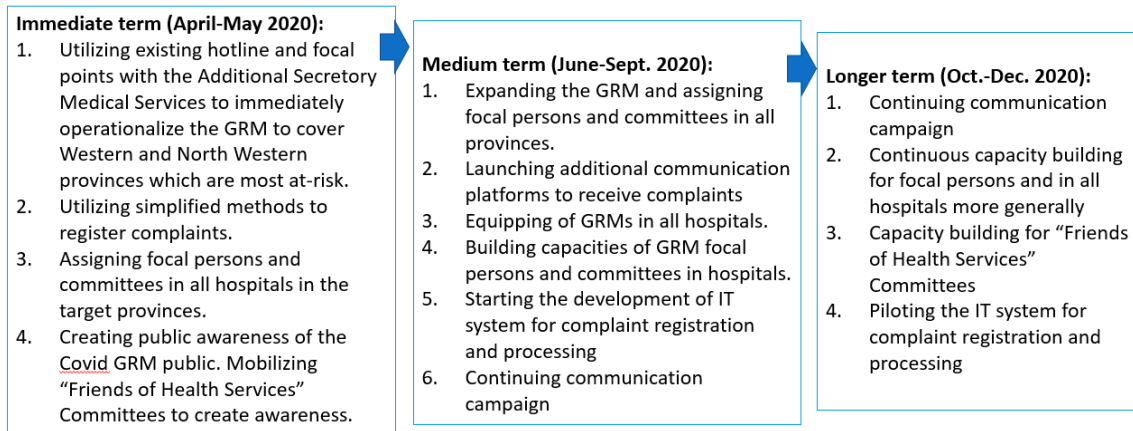 Immediate term (April-May 2020):
1. Utilizing existing hotline and focal
points with the Additional Secretory
Medical Services to immediately
operationalize the GRM to cover
Western and North Western
provinces which are most at-risk.
2. Utilizing simplified methods to
register complaints.
3. Assigning focal persons and
committees in all hospitals in the
target provinces.
4. Creating public awareness of the
Covid GRM public. Mobilizing
“Friends of Health Services”
Committees to create awareness.
Medium term (June-Sept. 2020):
1. Expanding the GRM and assigning
focal persons and committees in all
provinces.
2. Launching additional communication
platforms to receive complaints
3. Equipping of GRMs in all hospitals.
4. Building capacities of GRM focal
persons and committees in hospitals.
5. Starting the development of IT
system for complaint registration
and processing
6. Continuing communication
campaign
Longer term (Oct.-Dec. 2020):
1. Continuing communication
campaign
2. Continuous capacity building
for focal persons and in all
hospitals more generally
3. Capacity building for “Friends
of Health Services”
Committees
4. Piloting the IT system for
complaint registration and
processing